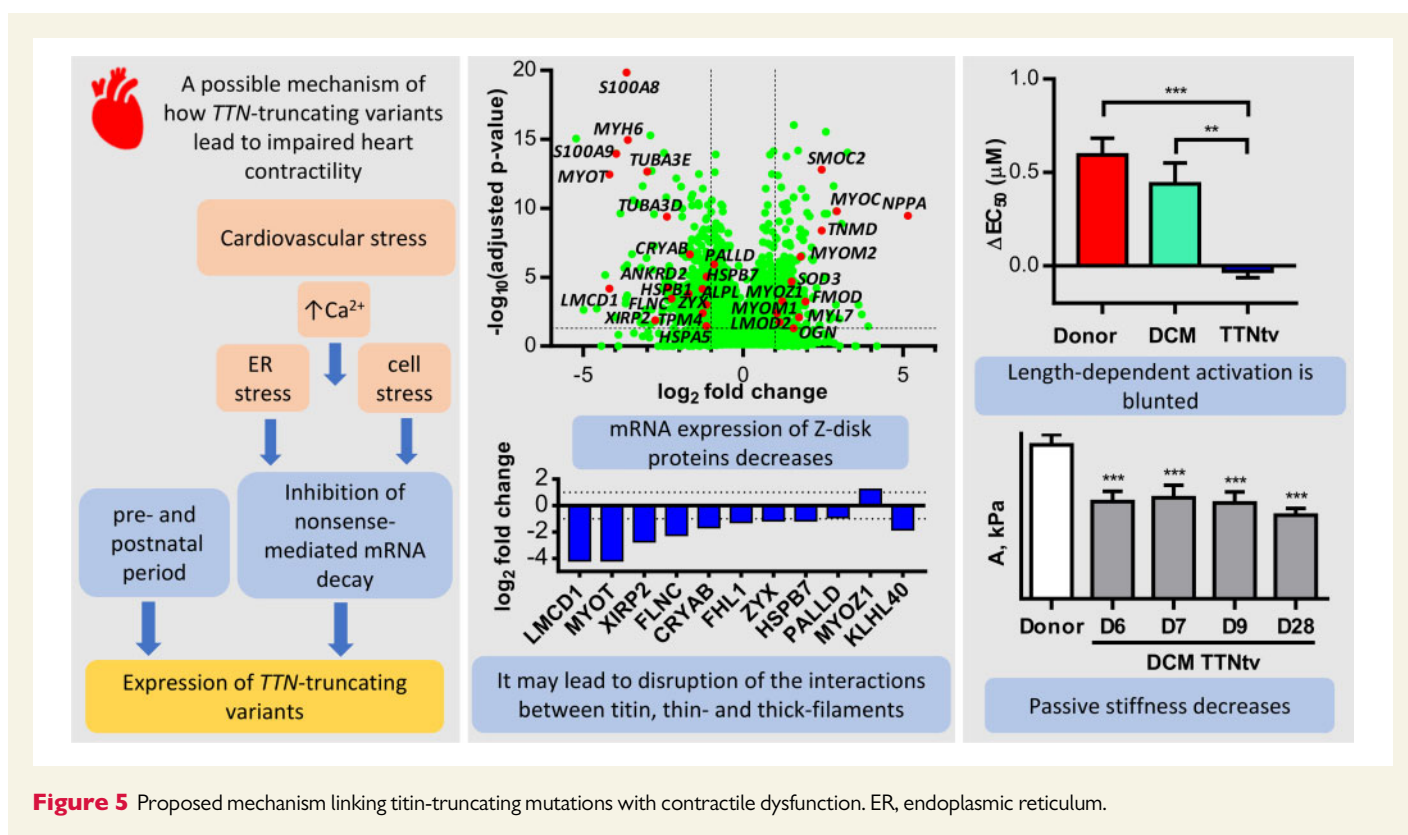 A possible mechanism of
how TTN-truncating variants
lead to impaired heart
contractility
Cardiovascular stress
↑Ca²⁺
ER
stress
cell
stress
pre- and
postnatal
period
Inhibition of
nonsense-
mediated mRNA
decay
Expression of TTN-truncating
variants
-log₁₀(adjusted p-value)
20
15
10
5
0
S100A8
MYH6
S100A9
TUBA3E
MYOT
TUBA3D
SMOC2
MYOC
NPPA
TNMD
CRYAB
PALLD
MYOM2
ANKRD2
HSPB7
SOD3
HSPB1
ALPL
MYOZ1
LMCD1
FLNC
ZYX
MYOM1
FMOD
XIRP2
TPM4
LMOD2
MYL7
HSPA5
OGN
-5
0
5
log₂ fold change
mRNA expression of Z-disk
proteins decreases
log₂ fold change
2
0
-2
-4
LMCD1
MYOT
XIRP2
FLNC
CRYAB
FHL1
ZYX
HSPB7
PALLD
MYOZ1
KLHL40
It may lead to disruption of the interactions
between titin, thin- and thick-filaments
ΔEC₅₀ (μM)
1.0
0.5
0.0
***
**
Donor DCM TTNtv
Length-dependent activation is
blunted
A, kPa
*** *** *** ***
Donor D6 D7 D9 D28
DCM TTNtv
Passive stiffness decreases
Figure 5 Proposed mechanism linking titin-truncating mutations with contractile dysfunction. ER, endoplasmic reticulum.